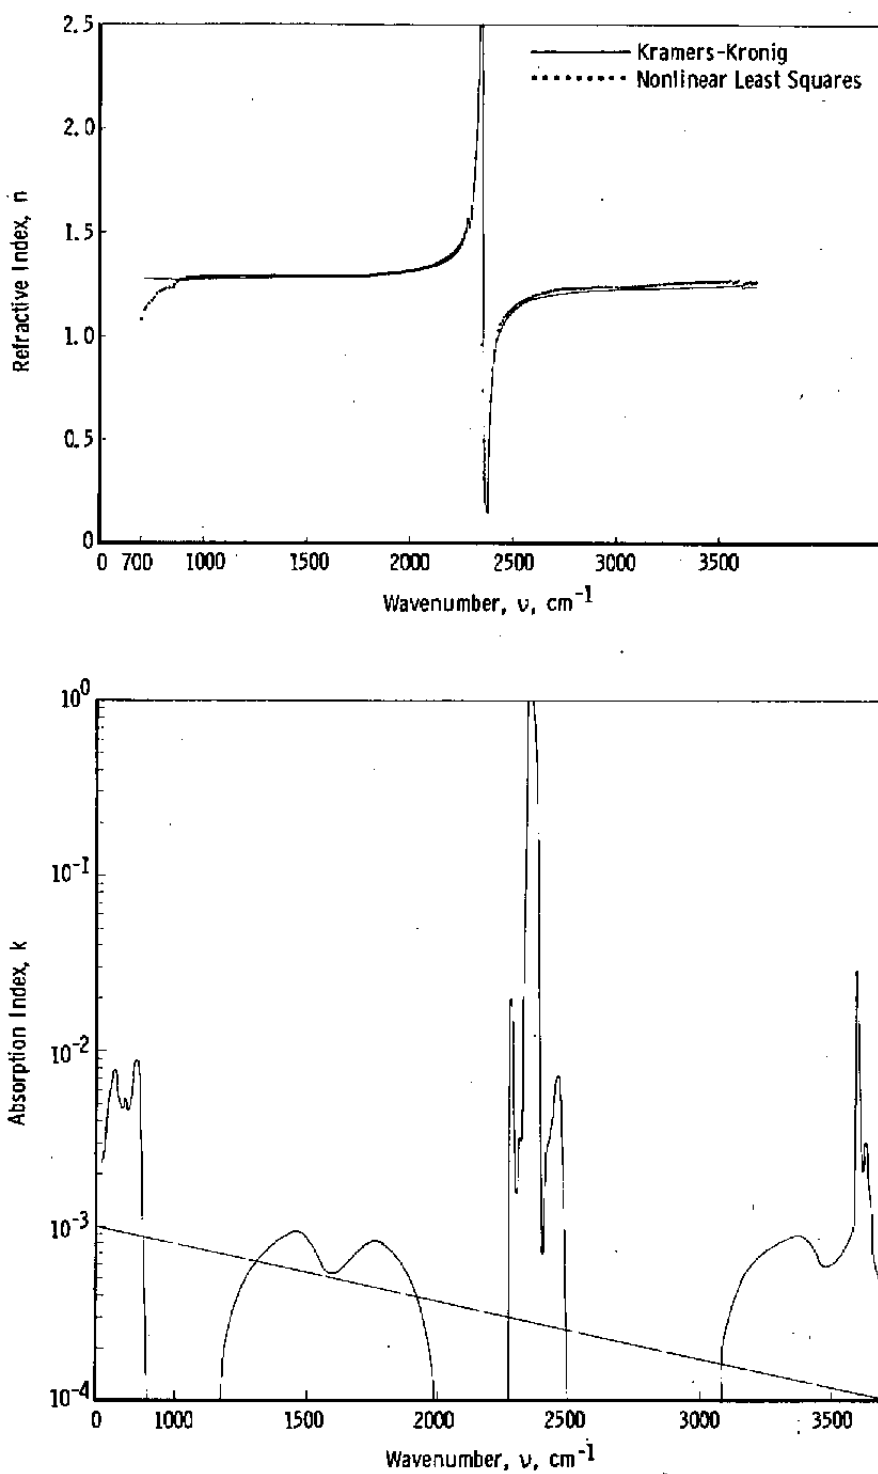 2.5
Kramers-Kronig
Nonlinear Least Squares
2.0
1.5
1.0
0.5
0
Refractive Index, n
0 700 1000 1500 2000 2500 3000 3500
Wavenumber, ν, cm-1
10^0
10^-1
10^-2
10^-3
10^-4
Absorption Index, k
0 1000 1500 2000 2500 3000 3500
Wavenumber, ν, cm-1